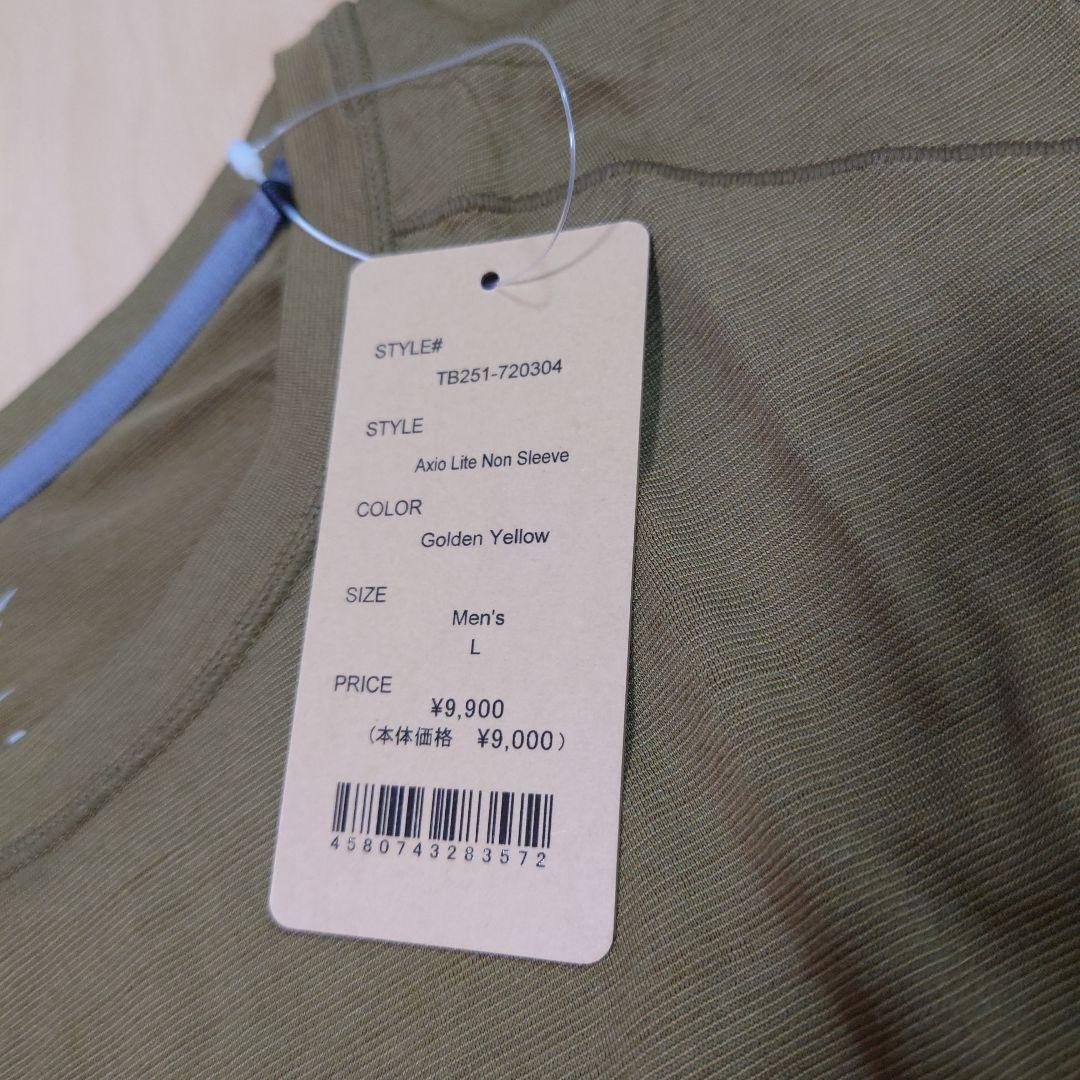 STYLE#
TB251-720304
STYLE
Axio Lite Non Sleeve
COLOR
Golden Yellow
SIZE
Men's
L
PRICE
¥9,900
(本体価格 ¥9,000)
4580743283572